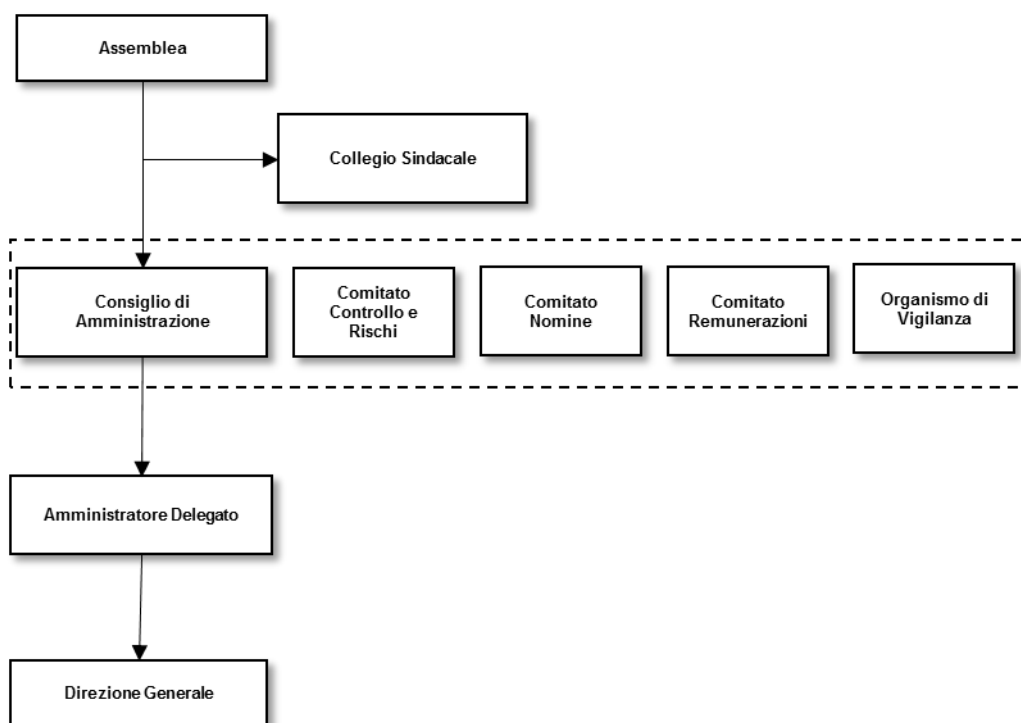 Assemblea
Collegio Sindacale
Consiglio di
Amministrazione
Comitato
Controllo e
Rischi
Comitato
Nomine
Comitato
Remunerazioni
Organismo di
Vigilanza
Amministratore Delegato
Direzione Generale